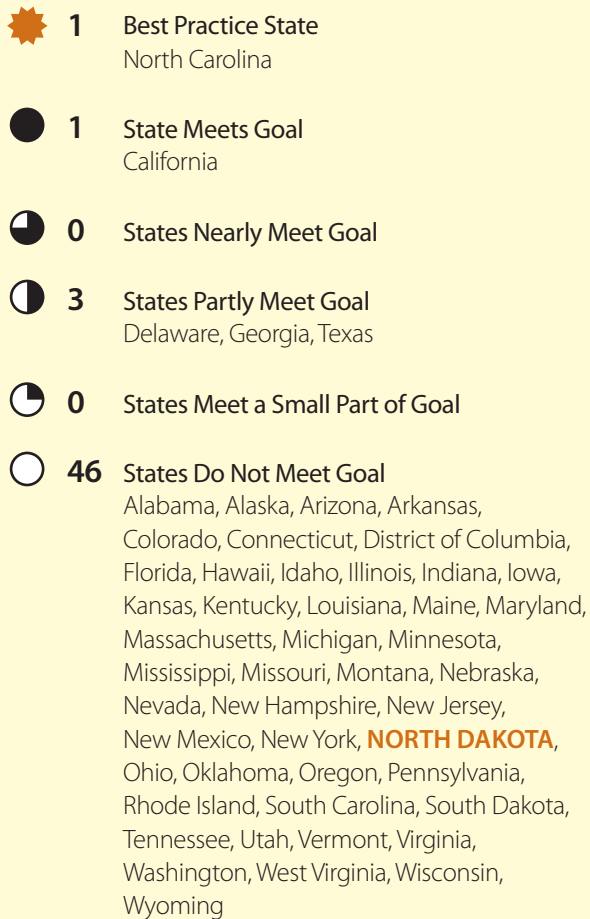 1 Best Practice State
North Carolina
1 State Meets Goal
California
0 States Nearly Meet Goal
3 States Partly Meet Goal
Delaware, Georgia, Texas
0 States Meet a Small Part of Goal
46 States Do Not Meet Goal
Alabama, Alaska, Arizona, Arkansas,
Colorado, Connecticut, District of Columbia,
Florida, Hawaii, Idaho, Illinois, Indiana, Iowa,
Kansas, Kentucky, Louisiana, Maine, Maryland,
Massachusetts, Michigan, Minnesota,
Mississippi, Missouri, Montana, Nebraska,
Nevada, New Hampshire, New Jersey,
New Mexico, New York, NORTH DAKOTA,
Ohio, Oklahoma, Oregon, Pennsylvania,
Rhode Island, South Carolina, South Dakota,
Tennessee, Utah, Vermont, Virginia,
Washington, West Virginia, Wisconsin,
Wyoming